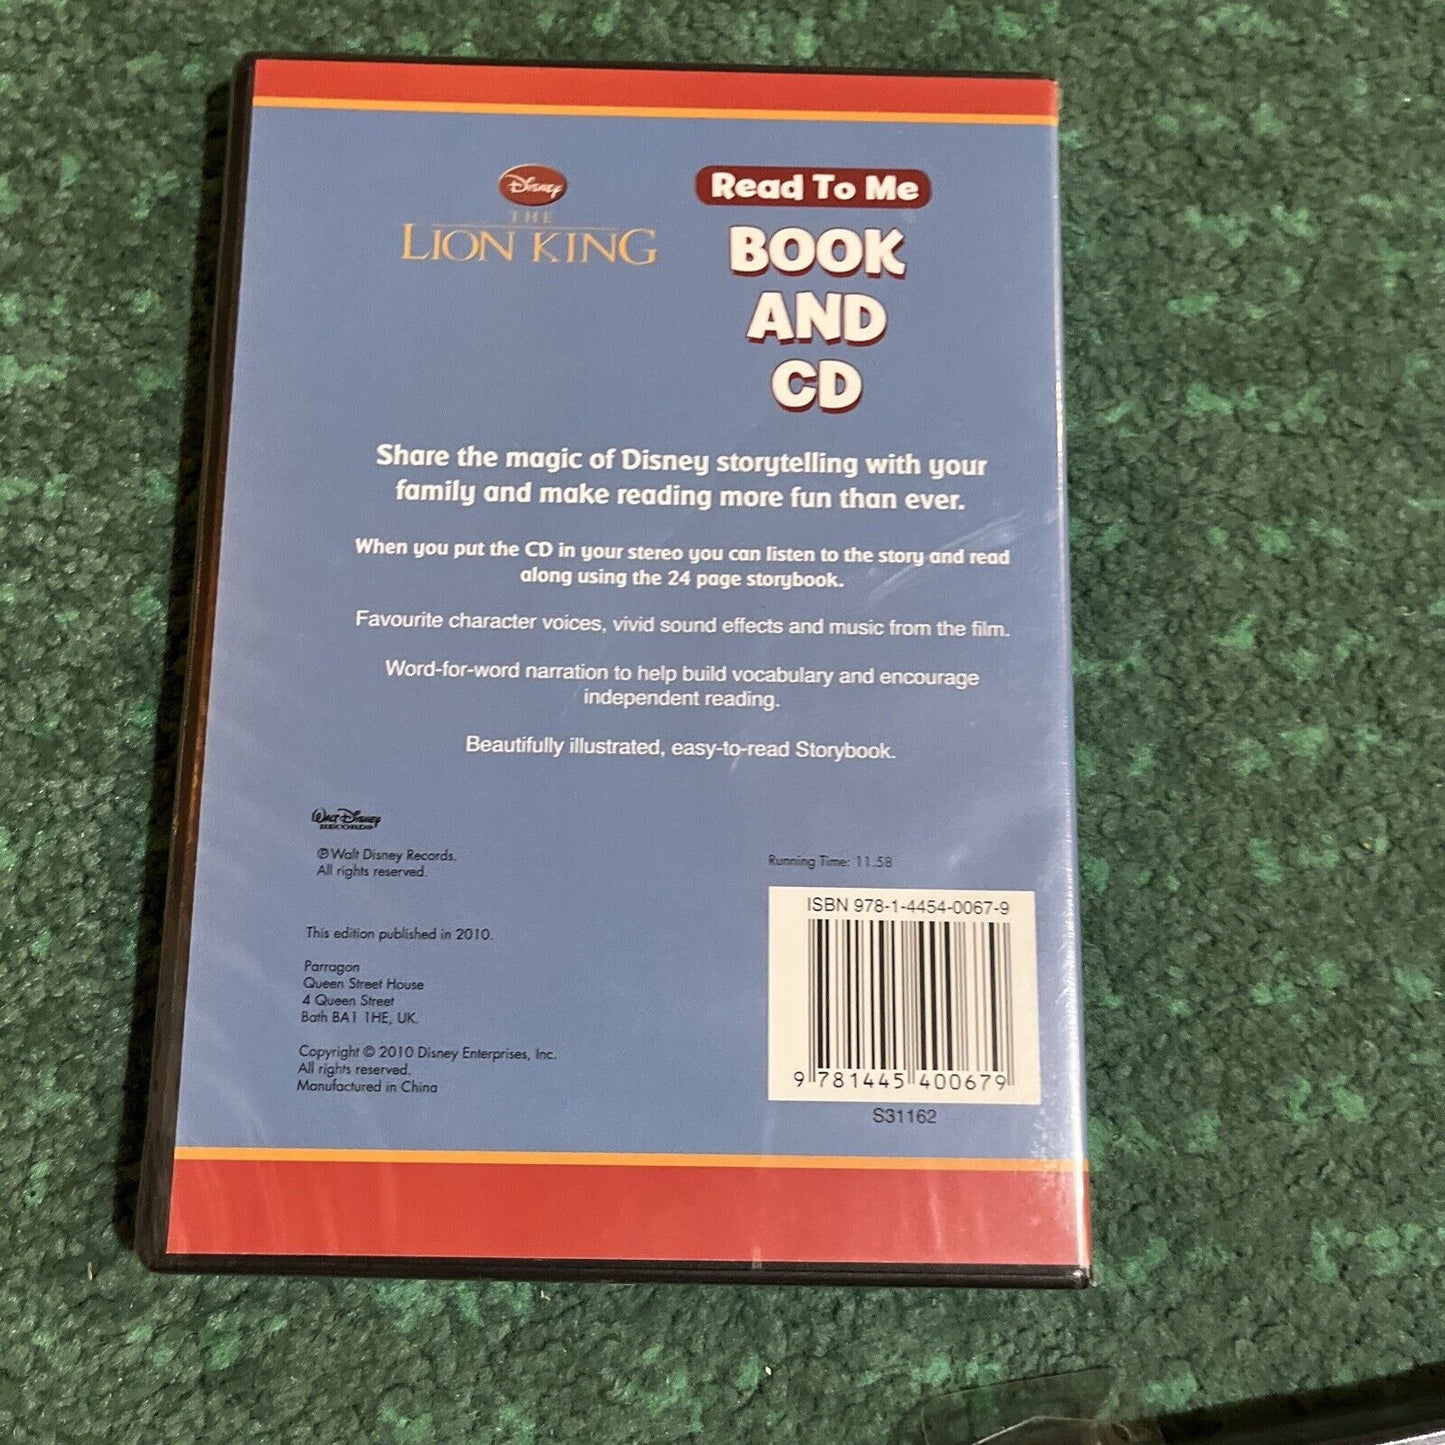 Disney
THE
LION KING
Read To Me
BOOK
AND
CD
Share the magic of Disney storytelling with your
family and make reading more fun than ever.
When you put the CD in your stereo you can listen to the story and read
along using the 24 page storybook.
Favourite character voices, vivid sound effects and music from the film.
Word-for-word narration to help build vocabulary and encourage
independent reading.
Beautifully illustrated, easy-to-read Storybook.
Walt Disney
RECORDS
℗ Walt Disney Records.
All rights reserved.
This edition published in 2010.
Parragon
Queen Street House
4 Queen Street
Bath BA1 1HE, UK.
Copyright © 2010 Disney Enterprises, Inc.
All rights reserved.
Manufactured in China
Running Time: 11.58
ISBN 978-1-4454-0067-9
9 781445 400679
S31162